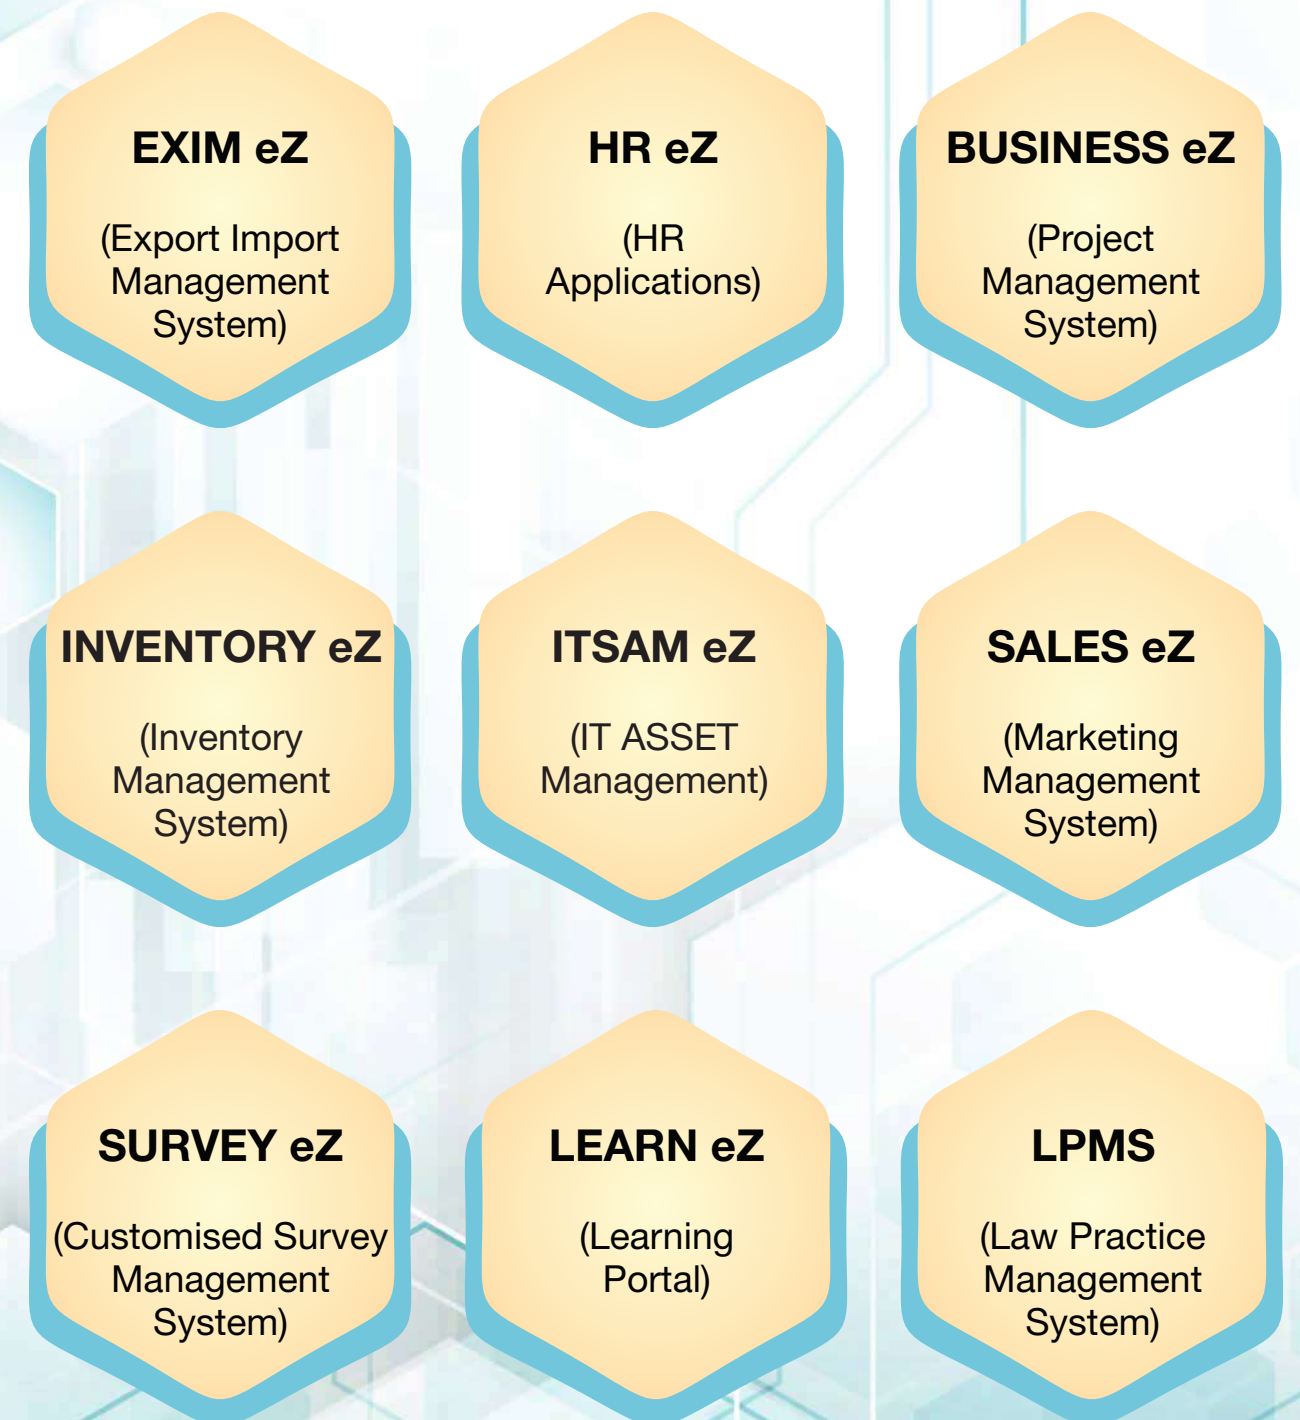 EXIM eZ
(Export Import
Management
System)
HR eZ
(HR
Applications)
BUSINESS eZ
(Project
Management
System)
INVENTORY eZ
(Inventory
Management
System)
ITSAM eZ
(IT ASSET
Management)
SALES eZ
(Marketing
Management
System)
SURVEY eZ
(Customised Survey
Management
System)
LEARN eZ
(Learning
Portal)
LPMS
(Law Practice
Management
System)